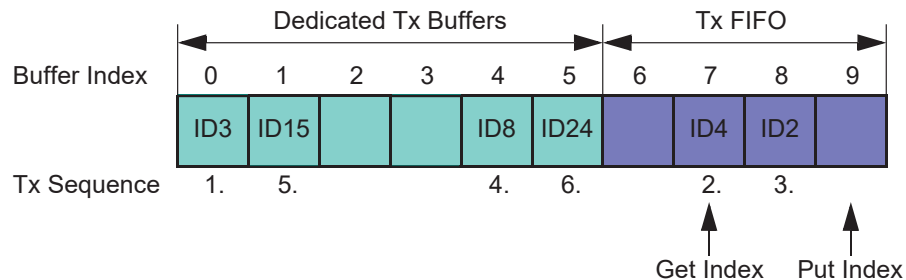 Dedicated Tx Buffers Tx FIFO
Buffer Index 0 1 2 3 4 5 6 7 8 9
ID3 ID15 ID8 ID24 ID4 ID2
Tx Sequence 1. 5. 4. 6. 2. 3.
Get Index Put Index